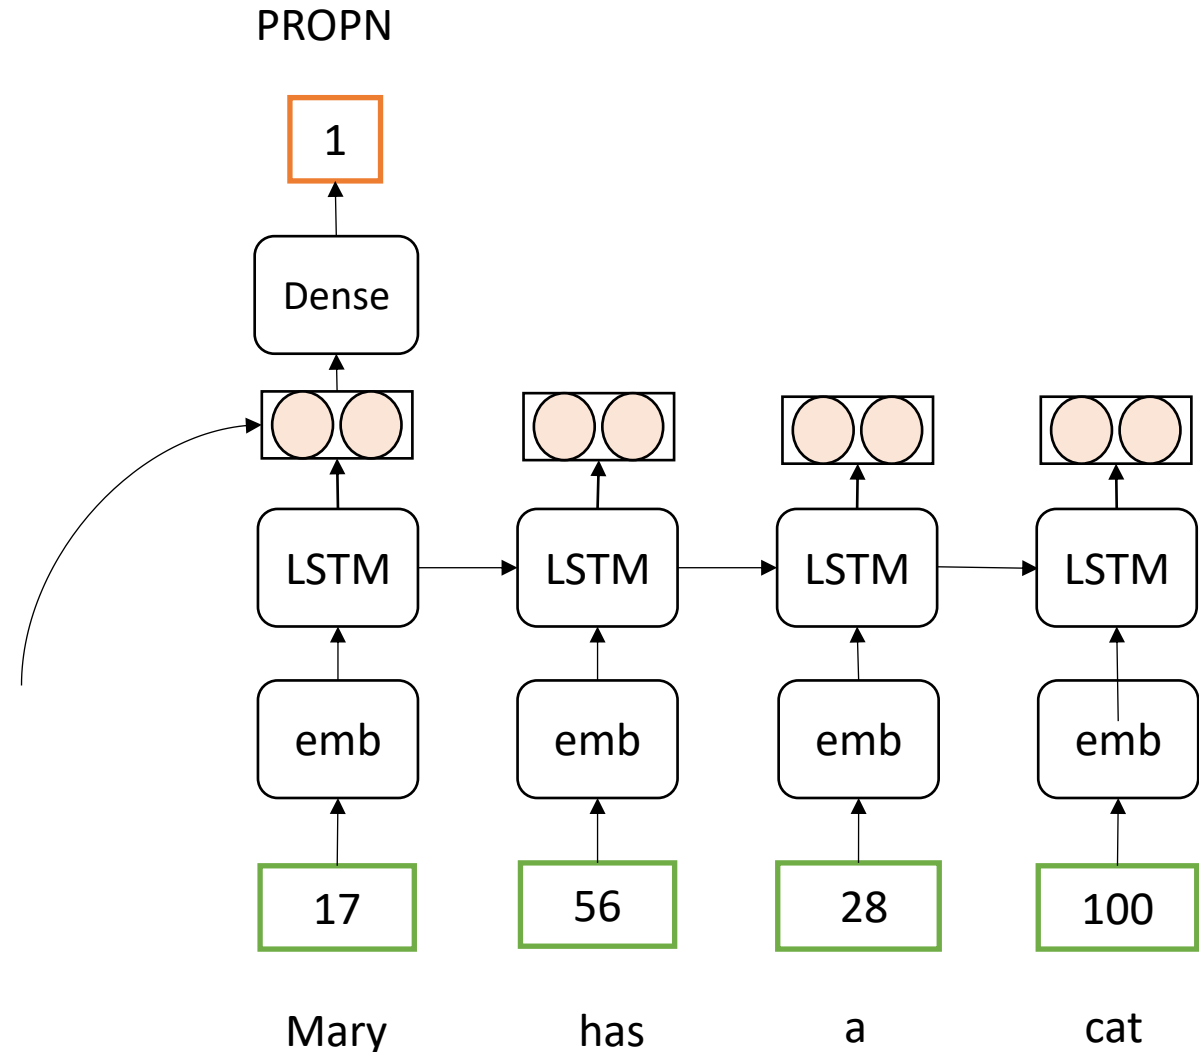 PROPN
1
Dense
LSTM LSTM LSTM LSTM
emb emb emb emb
17 56 28 100
Mary has a cat